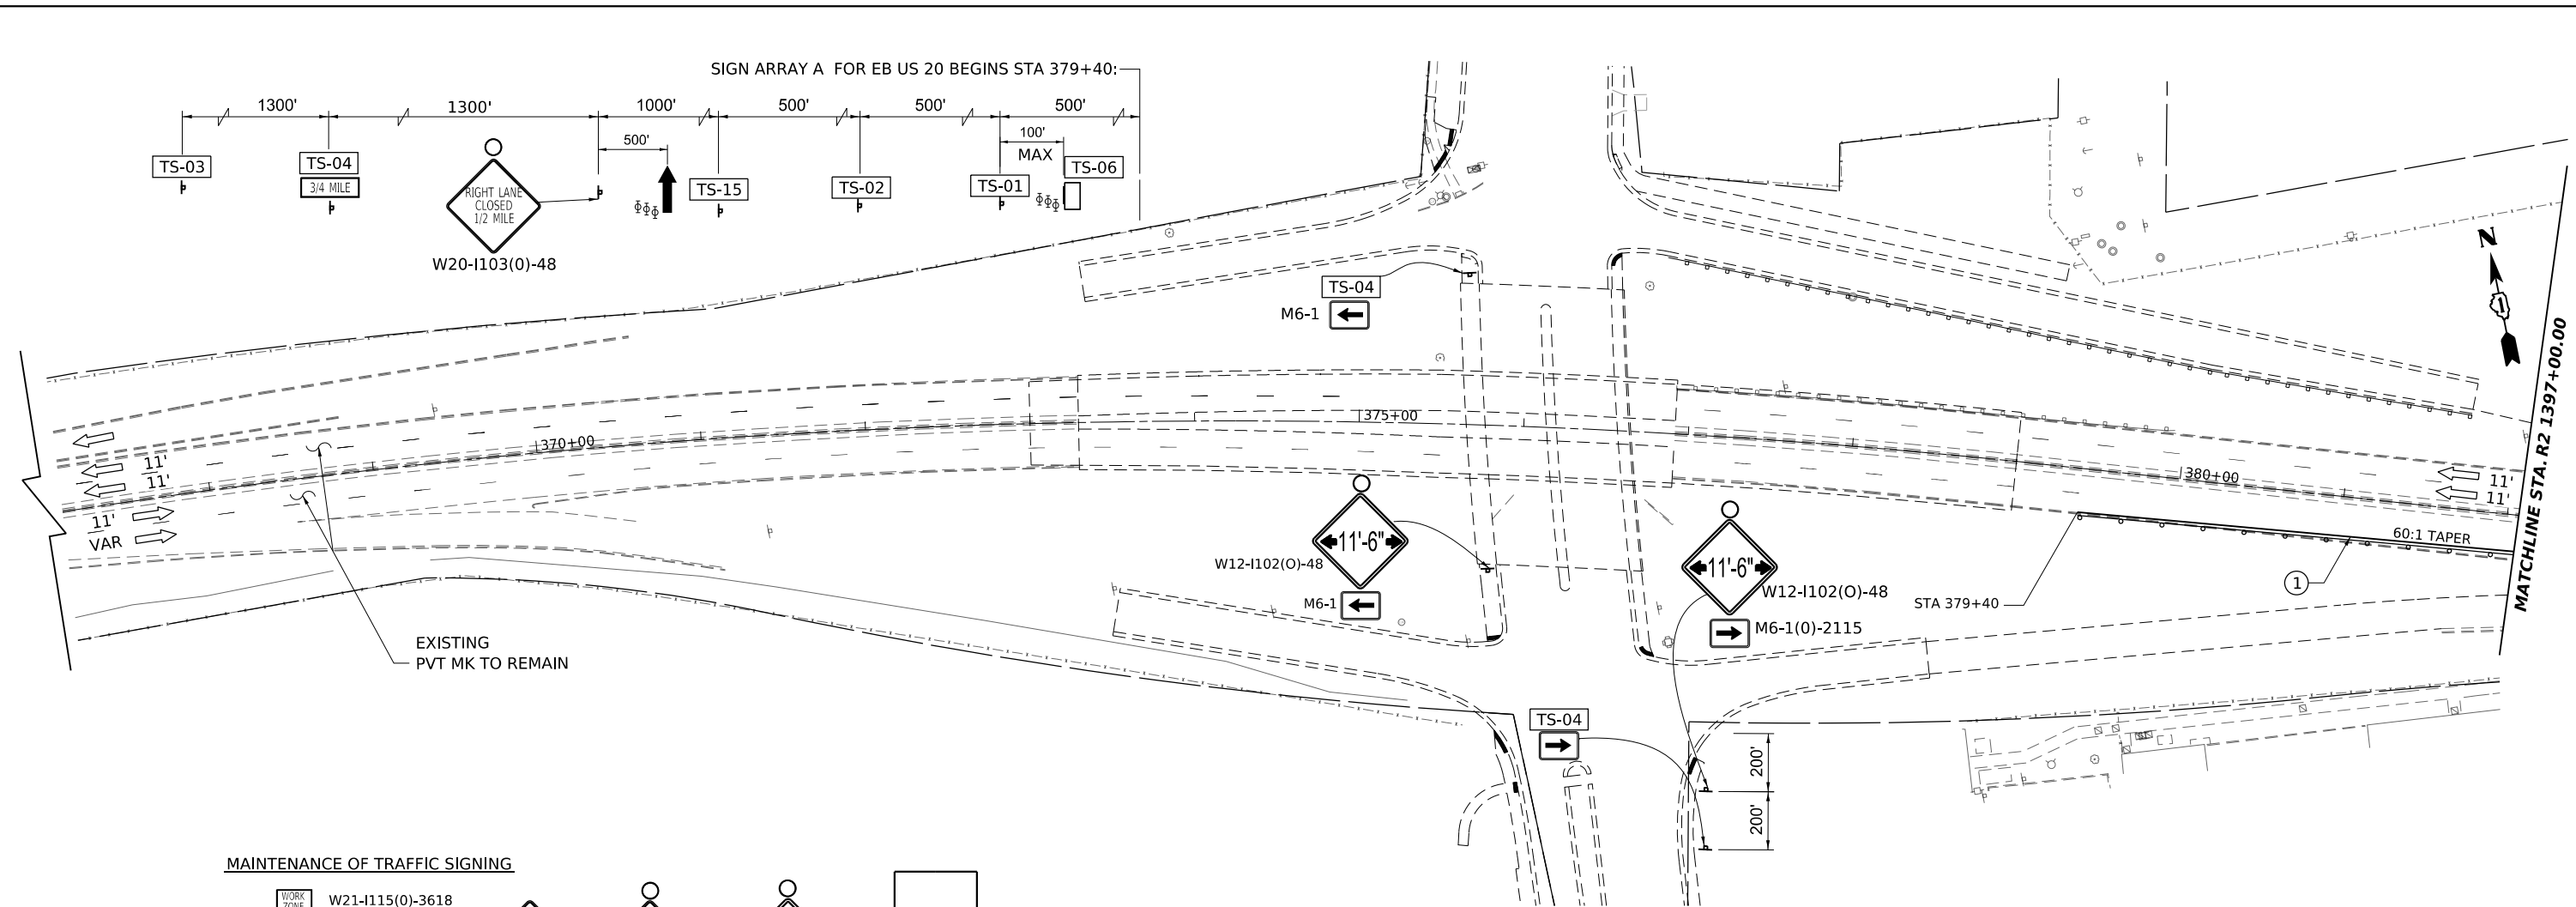 SIGN ARRAY A  FOR EB US 20 BEGINS STA 379+40:
1300'
1300'
1000'
500'
500'
500'
500'
100'
MAX
TS-03
TS-04
3/4 MILE
RIGHT LANE
CLOSED
1/2 MILE
W20-I103(0)-48
TS-15
TS-02
TS-01
TS-06
N
TS-04
M6-1
MATCHLINE STA. R2 1397+00.00
370+00
375+00
380+00
11'
11'
11'
VAR
11'
11'
11'-6"
W12-I102(O)-48
M6-1
11'-6"
W12-I102(O)-48
M6-1(0)-2115
STA 379+40
60:1 TAPER
1
EXISTING
PVT MK TO REMAIN
TS-04
200'
200'
MAINTENANCE OF TRAFFIC SIGNING
WORK
ZONE
W21-I115(0)-3618